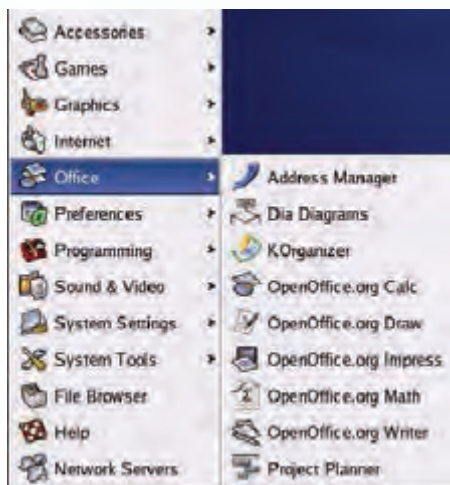 Accessories
Games
Graphics
Internet
Office
Preferences
Programming
Sound & Video
System Settings
System Tools
File Browser
Help
Network Servers
Address Manager
Dia Diagrams
KOrganizer
OpenOffice.org Calc
OpenOffice.org Draw
OpenOffice.org Impress
OpenOffice.org Math
OpenOffice.org Writer
Project Planner